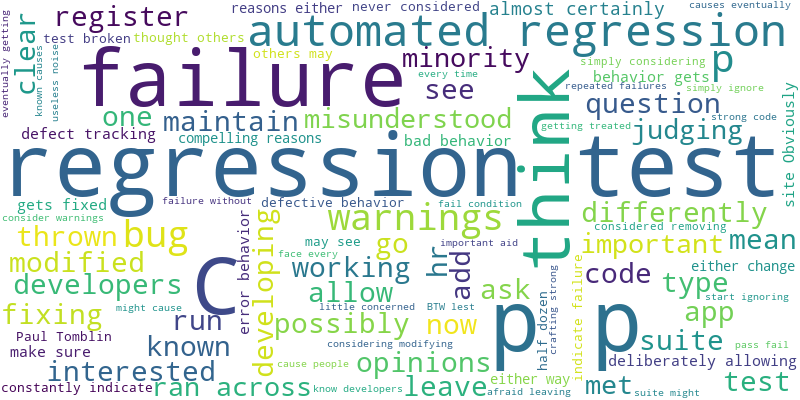 reasons either never considered almost certainly causes eventually
register automated regression
eventually getting
clear
known causes
useless noise
test broken thought others
others may
failure
minority
every time
see
think
p
simply considering
behavior gets
repeated failures simply ignore
one maintain misunderstood
question
strong code
defect tracking compelling reasons bad behavior
getting treated judging
site Obviously
regression test
gets fixed failure without defective behavior fail condition
consider warnings
warnings
differently
considered removing
thrown bug
error behavior
developing
may see
face every
go
hr
important aid
add
important mean
modified
working
indicate failure
code type
either change
developers
C
allow
ask
half dozen
crafting strong
start ignoring
fixing
might cause
run
possibly
little concerned BTW lest
now
p p
app
Paul Tomblin
make sure
known
considering modifying
suite
pass fail
interested
cause people
opinions
deliberately allowing
constantly indicate ran across
know developers
leave
either way
afraid leaving
met
suite might
test